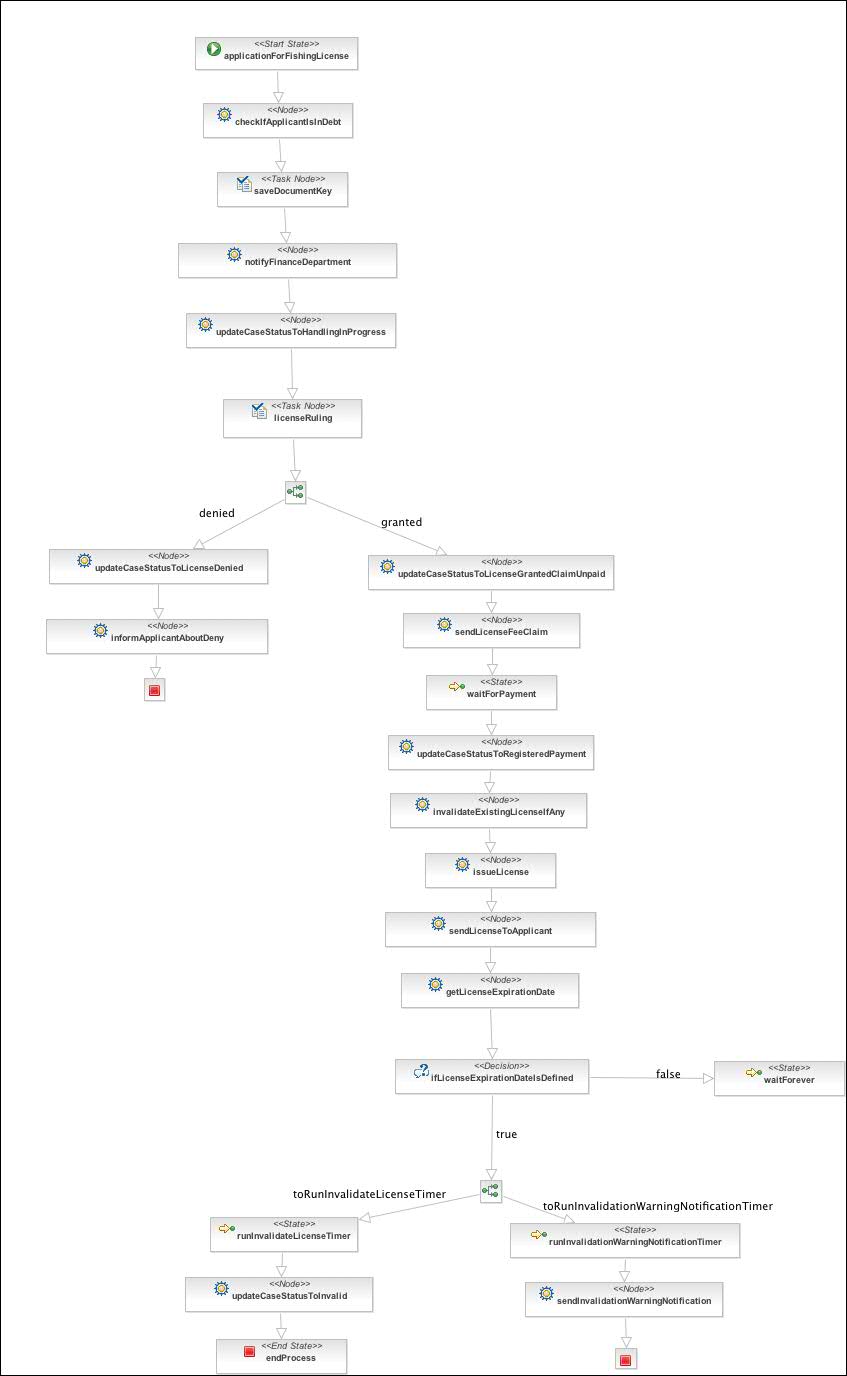 <<Start State>>
applicationForFishingLicense
<<Node>>
checkIfApplicantIsInDebt
<<Task Node>>
saveDocumentKey
<<Node>>
notifyFinanceDepartment
<<Node>>
updateCaseStatusToHandlingInProgress
<<Task Node>>
licenseRuling
denied
granted
<<Node>>
updateCaseStatusToLicenseDenied
<<Node>>
informApplicantAboutDeny
<<Node>>
updateCaseStatusToLicenseGrantedClaimUnpaid
<<Node>>
sendLicenseFeeClaim
<<State>>
waitForPayment
<<Node>>
updateCaseStatusToRegisteredPayment
<<Node>>
invalidateExistingLicenseIfAny
<<Node>>
issueLicense
<<Node>>
sendLicenseToApplicant
<<Node>>
getLicenseExpirationDate
<<Decision>>
ifLicenseExpirationDateIsDefined
false
<<State>>
waitForever
true
toRunInvalidateLicenseTimer
toRunInvalidationWarningNotificationTimer
<<State>>
runInvalidateLicenseTimer
<<Node>>
updateCaseStatusToInvalid
<<End State>>
endProcess
<<State>>
runInvalidationWarningNotificationTimer
<<Node>>
sendInvalidationWarningNotification